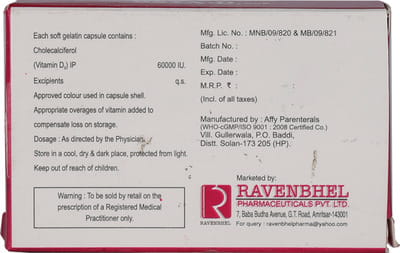 Each soft gelatin capsule contains :
Cholecalciferol
(Vitamin D₃) IP 60000 IU.
Excipients q.s.
Approved colour used in capsule shell.
Appropriate overages of vitamin added to
compensate loss on storage.
Dosage : As directed by the Physician.
Store in a cool, dry & dark place, protected from light.
Keep out of reach of children.
Warning : To be sold by retail on the
prescription of a Registered Medical
Practitioner only.
Mfg. Lic. No. : MNB/09/820 & MB/09/821
Batch No. :
Mfg. Date :
Exp. Date :
M.R.P. ₹ :
(Incl. of all taxes)
Manufactured by : Affy Parenterals
(WHO-cGMP/ISO 9001 : 2008 Certified Co.)
Vill. Gullerwala, P.O. Baddi,
Distt. Solan-173 205 (HP).
Marketed by:
R
RAVENBHEL
RAVENBHEL
PHARMACEUTICALS PVT. LTD.
7, Baba Budha Avenue, G.T. Road, Amritsar-143001
For query : ravenbhelpharma@yahoo.com